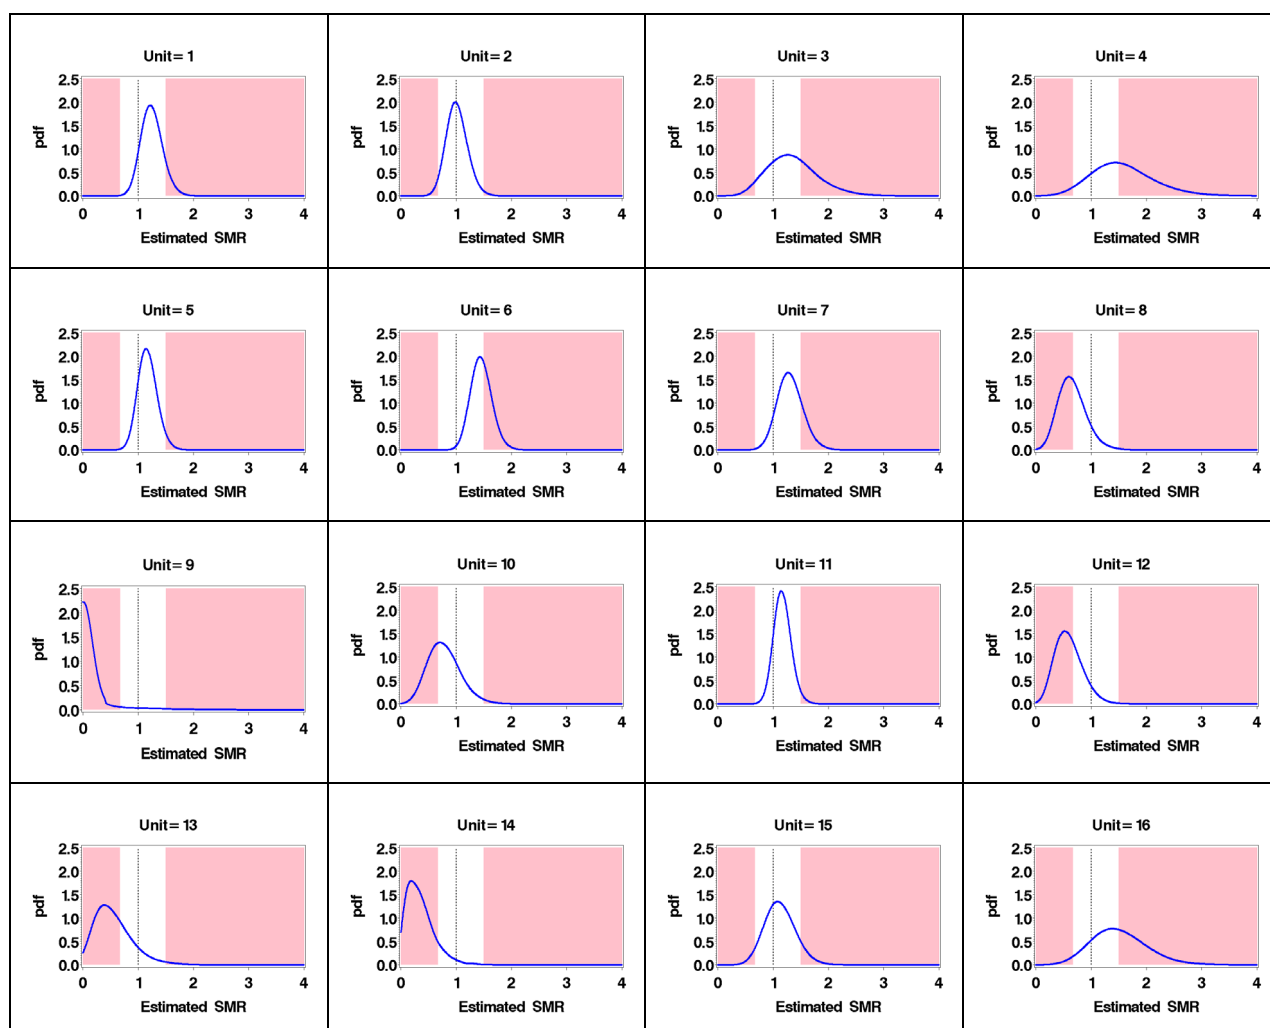 Unit= 1
2.5
2.0
1.5
1.0
0.5
0.0
pdf
0 1 2 3 4
Estimated SMR
Unit= 2
2.5
2.0
1.5
1.0
0.5
0.0
pdf
0 1 2 3 4
Estimated SMR
Unit= 3
2.5
2.0
1.5
1.0
0.5
0.0
pdf
0 1 2 3 4
Estimated SMR
Unit= 4
2.5
2.0
1.5
1.0
0.5
0.0
pdf
0 1 2 3 4
Estimated SMR
Unit= 5
2.5
2.0
1.5
1.0
0.5
0.0
pdf
0 1 2 3 4
Estimated SMR
Unit= 6
2.5
2.0
1.5
1.0
0.5
0.0
pdf
0 1 2 3 4
Estimated SMR
Unit= 7
2.5
2.0
1.5
1.0
0.5
0.0
pdf
0 1 2 3 4
Estimated SMR
Unit= 8
2.5
2.0
1.5
1.0
0.5
0.0
pdf
0 1 2 3 4
Estimated SMR
Unit= 9
2.5
2.0
1.5
1.0
0.5
0.0
pdf
0 1 2 3 4
Estimated SMR
Unit= 10
2.5
2.0
1.5
1.0
0.5
0.0
pdf
0 1 2 3 4
Estimated SMR
Unit= 11
2.5
2.0
1.5
1.0
0.5
0.0
pdf
0 1 2 3 4
Estimated SMR
Unit= 12
2.5
2.0
1.5
1.0
0.5
0.0
pdf
0 1 2 3 4
Estimated SMR
Unit= 13
2.5
2.0
1.5
1.0
0.5
0.0
pdf
0 1 2 3 4
Estimated SMR
Unit= 14
2.5
2.0
1.5
1.0
0.5
0.0
pdf
0 1 2 3 4
Estimated SMR
Unit= 15
2.5
2.0
1.5
1.0
0.5
0.0
pdf
0 1 2 3 4
Estimated SMR
Unit= 16
2.5
2.0
1.5
1.0
0.5
0.0
pdf
0 1 2 3 4
Estimated SMR